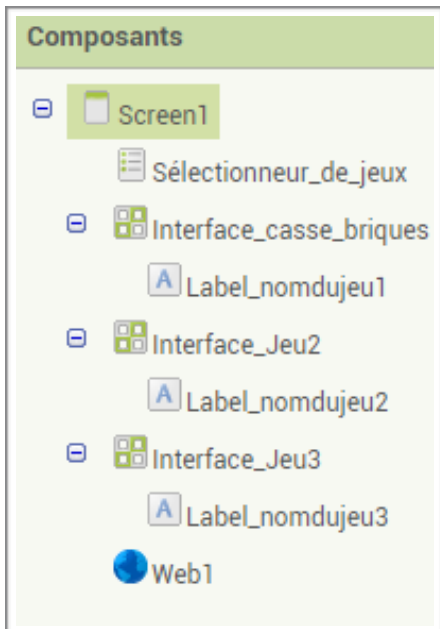 Composants
Screen1
Sélectionneur_de_jeux
Interface_casse_briques
A Label_nomdujeu1
Interface_Jeu2
A Label_nomdujeu2
Interface_Jeu3
A Label_nomdujeu3
Web1